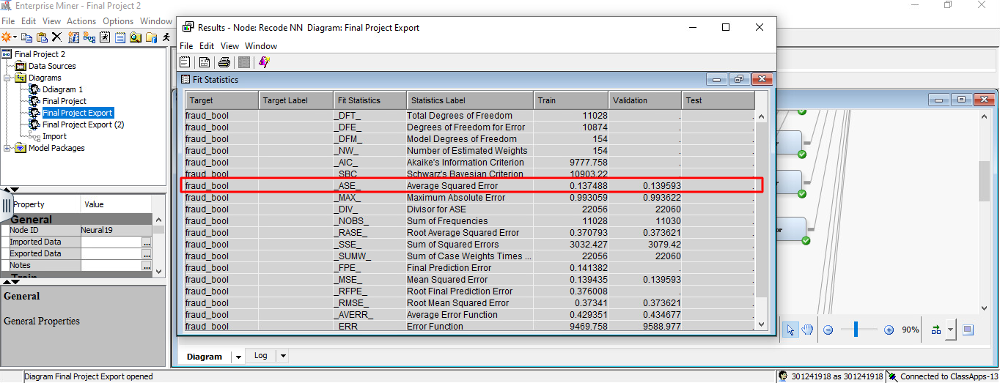 Enterprise Miner - Final Project 2
File Edit View Actions Options Window
Final Project 2
Data Sources
Diagrams
Ddiagram 1
Final Project
Final Project Export
Final Project Export (2)
Import
Model Packages
Property Value
General
Node ID Neural19
Imported Data ...
Exported Data ...
Notes ...
Train
General
General Properties
Results - Node: Recode NN Diagram: Final Project Export
File Edit View Window
Fit Statistics
Target Target Label Fit Statistics Statistics Label Train Validation Test
fraud_bool _DFT_ Total Degrees of Freedom 11028 . .
fraud_bool _DFE_ Degrees of Freedom for Error 10874 . .
fraud_bool _DFM_ Model Degrees of Freedom 154 . .
fraud_bool _NW_ Number of Estimated Weights 154 . .
fraud_bool _AIC_ Akaike's Information Criterion 9777.758 . .
fraud_bool _SBC_ Schwarz's Bayesian Criterion 10903.22 . .
fraud_bool _ASE_ Average Squared Error 0.137488 0.139593 .
fraud_bool _MAX_ Maximum Absolute Error 0.993059 0.993622 .
fraud_bool _DIV_ Divisor for ASE 22056 22060 .
fraud_bool _NOBS_ Sum of Frequencies 11028 11030 .
fraud_bool _RASE_ Root Average Squared Error 0.370793 0.373621 .
fraud_bool _SSE_ Sum of Squared Errors 3032.427 3079.42 .
fraud_bool _SUMW_ Sum of Case Weights Times ... 22056 22060 .
fraud_bool _FPE_ Final Prediction Error 0.141382 . .
fraud_bool _MSE_ Mean Squared Error 0.139435 0.139593 .
fraud_bool _RFPE_ Root Final Prediction Error 0.376008 . .
fraud_bool _RMSE_ Root Mean Squared Error 0.37341 0.373621 .
fraud_bool _AVERR_ Average Error Function 0.429351 0.434677 .
fraud_bool _ERR_ Error Function 9469.758 9588.977 .
r
r
or
90%
Diagram Log
Diagram Final Project Export opened
301241918 as 301241918 Connected to ClassApps-13